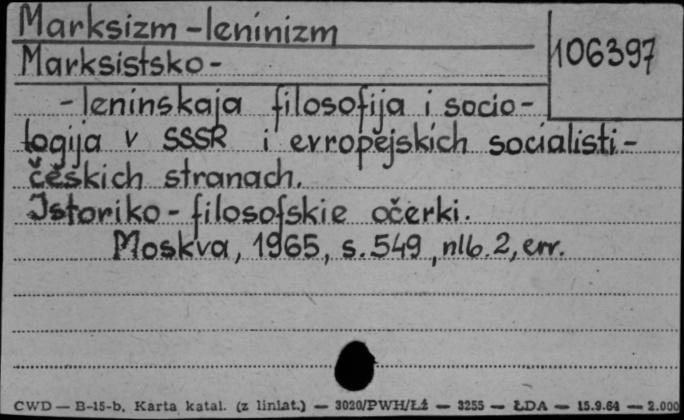 Marksizm-leninizm
106397
Marksistsko-
-leninskaja filosofija i socio-
logija v SSSR i evropejskich socialisti-
českich stranach.
Istoriko-filosofskie očerki.
Moskva, 1965, s. 549, nlb. 2, err.
CWD — B-15-b. Karta katal. (z liniat.) — 3020/PWH/Łź — 3255 — ŁDA — 15.9.64 — 2.000